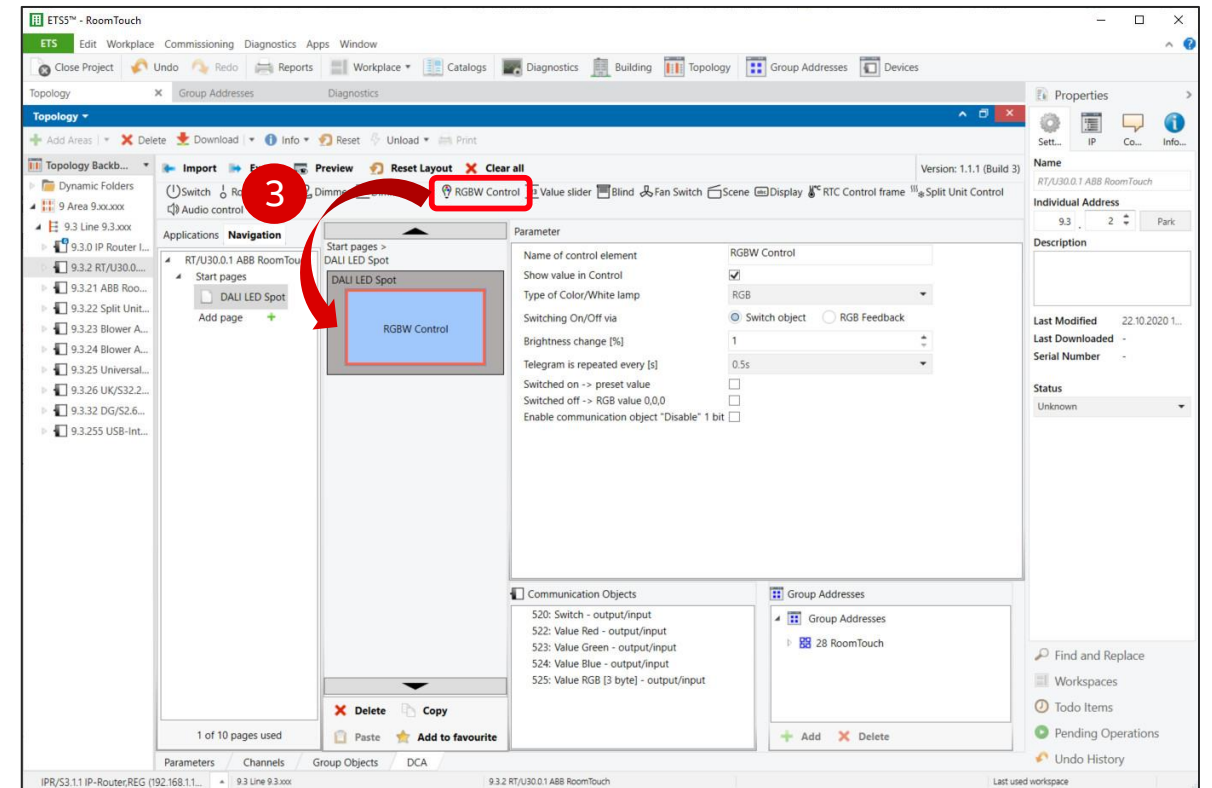 ETS5™ - RoomTouch
ETS Edit Workplace Commissioning Diagnostics Apps Window
Close Project Undo Redo Reports Workplace Catalogs Diagnostics Building Topology Group Addresses Devices
Topology Group Addresses Diagnostics
Topology
Add Areas Delete Download Info Reset Unload Print
Topology Backb...
Dynamic Folders
9 Area 9.xx.xxx
9.3 Line 9.3.xxx
9.3.0 IP Router I...
9.3.2 RT/U30.0....
9.3.21 ABB Roo...
9.3.22 Split Unit...
9.3.23 Blower A...
9.3.24 Blower A...
9.3.25 Universal...
9.3.26 UK/S32.2...
9.3.32 DG/S2.6...
9.3.255 USB-Int...
Import Preview Reset Layout Clear all Version: 1.1.1 (Build 3)
Switch RGBW Control Value slider Blind Fan Switch Scene Display RTC Control frame Split Unit Control
Audio control
3
Applications Navigation
RT/U30.0.1 ABB RoomTou
Start pages
DALI LED Spot
Add page +
1 of 10 pages used
Start pages >
DALI LED Spot
DALI LED Spot
RGBW Control
Delete Copy
Paste Add to favourite
Parameter
Name of control element RGBW Control
Show value in Control
Type of Color/White lamp RGB
Switching On/Off via Switch object RGB Feedback
Brightness change [%] 1
Telegram is repeated every [s] 0.5s
Switched on -> preset value
Switched off -> RGB value 0,0,0
Enable communication object "Disable" 1 bit
Communication Objects
520: Switch - output/input
522: Value Red - output/input
523: Value Green - output/input
524: Value Blue - output/input
525: Value RGB [3 byte] - output/input
Group Addresses
Group Addresses
28 RoomTouch
Add Delete
Parameters Channels Group Objects DCA
Properties
Sett... IP Co... Info...
Name
RT/U30.0.1 ABB RoomTouch
Individual Address
9.3 . 2 Park
Description
Last Modified 22.10.2020 1...
Last Downloaded -
Serial Number -
Status
Unknown
Find and Replace
Workspaces
Todo Items
Pending Operations
Undo History
IPR/S3.1.1 IP-Router,REG (192.168.1.1... 9.3 Line 9.3.xxx 9.3.2 RT/U30.0.1 ABB RoomTouch Last used workspace